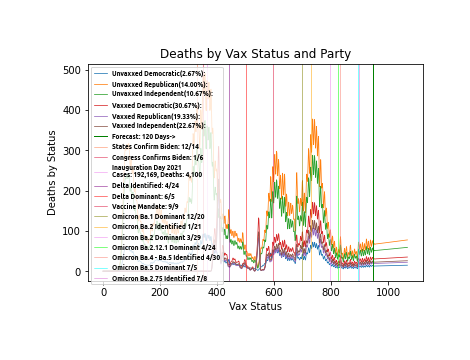 Deaths by Vax Status and Party
Deaths by Status
500
400
300
200
100
0
Unvaxxed Democratic(2.67%):
Unvaxxed Republican(14.00%):
Unvaxxed Independent(10.67%):
Vaxxed Democratic(30.67%):
Vaxxed Republican(19.33%):
Vaxxed Independent(22.67%):
Forecast: 120 Days->
States Confirm Biden: 12/14
Congress Confirms Biden: 1/6
Inauguration Day 2021
Cases: 192,169, Deaths: 4,100
Delta Identified: 4/24
Delta Dominant: 6/5
Vaccine Mandate: 9/9
Omicron Ba.1 Dominant 12/20
Omicron Ba.2 Identified 1/21
Omicron Ba.2 Dominant 3/29
Omicron Ba.2.12.1 Dominant 4/24
Omicron Ba.4 - Ba.5 Identified 4/30
Omicron Ba.5 Dominant 7/5
Omicron Ba.2.75 Identified 7/8
0 200 400 600 800 1000
Vax Status